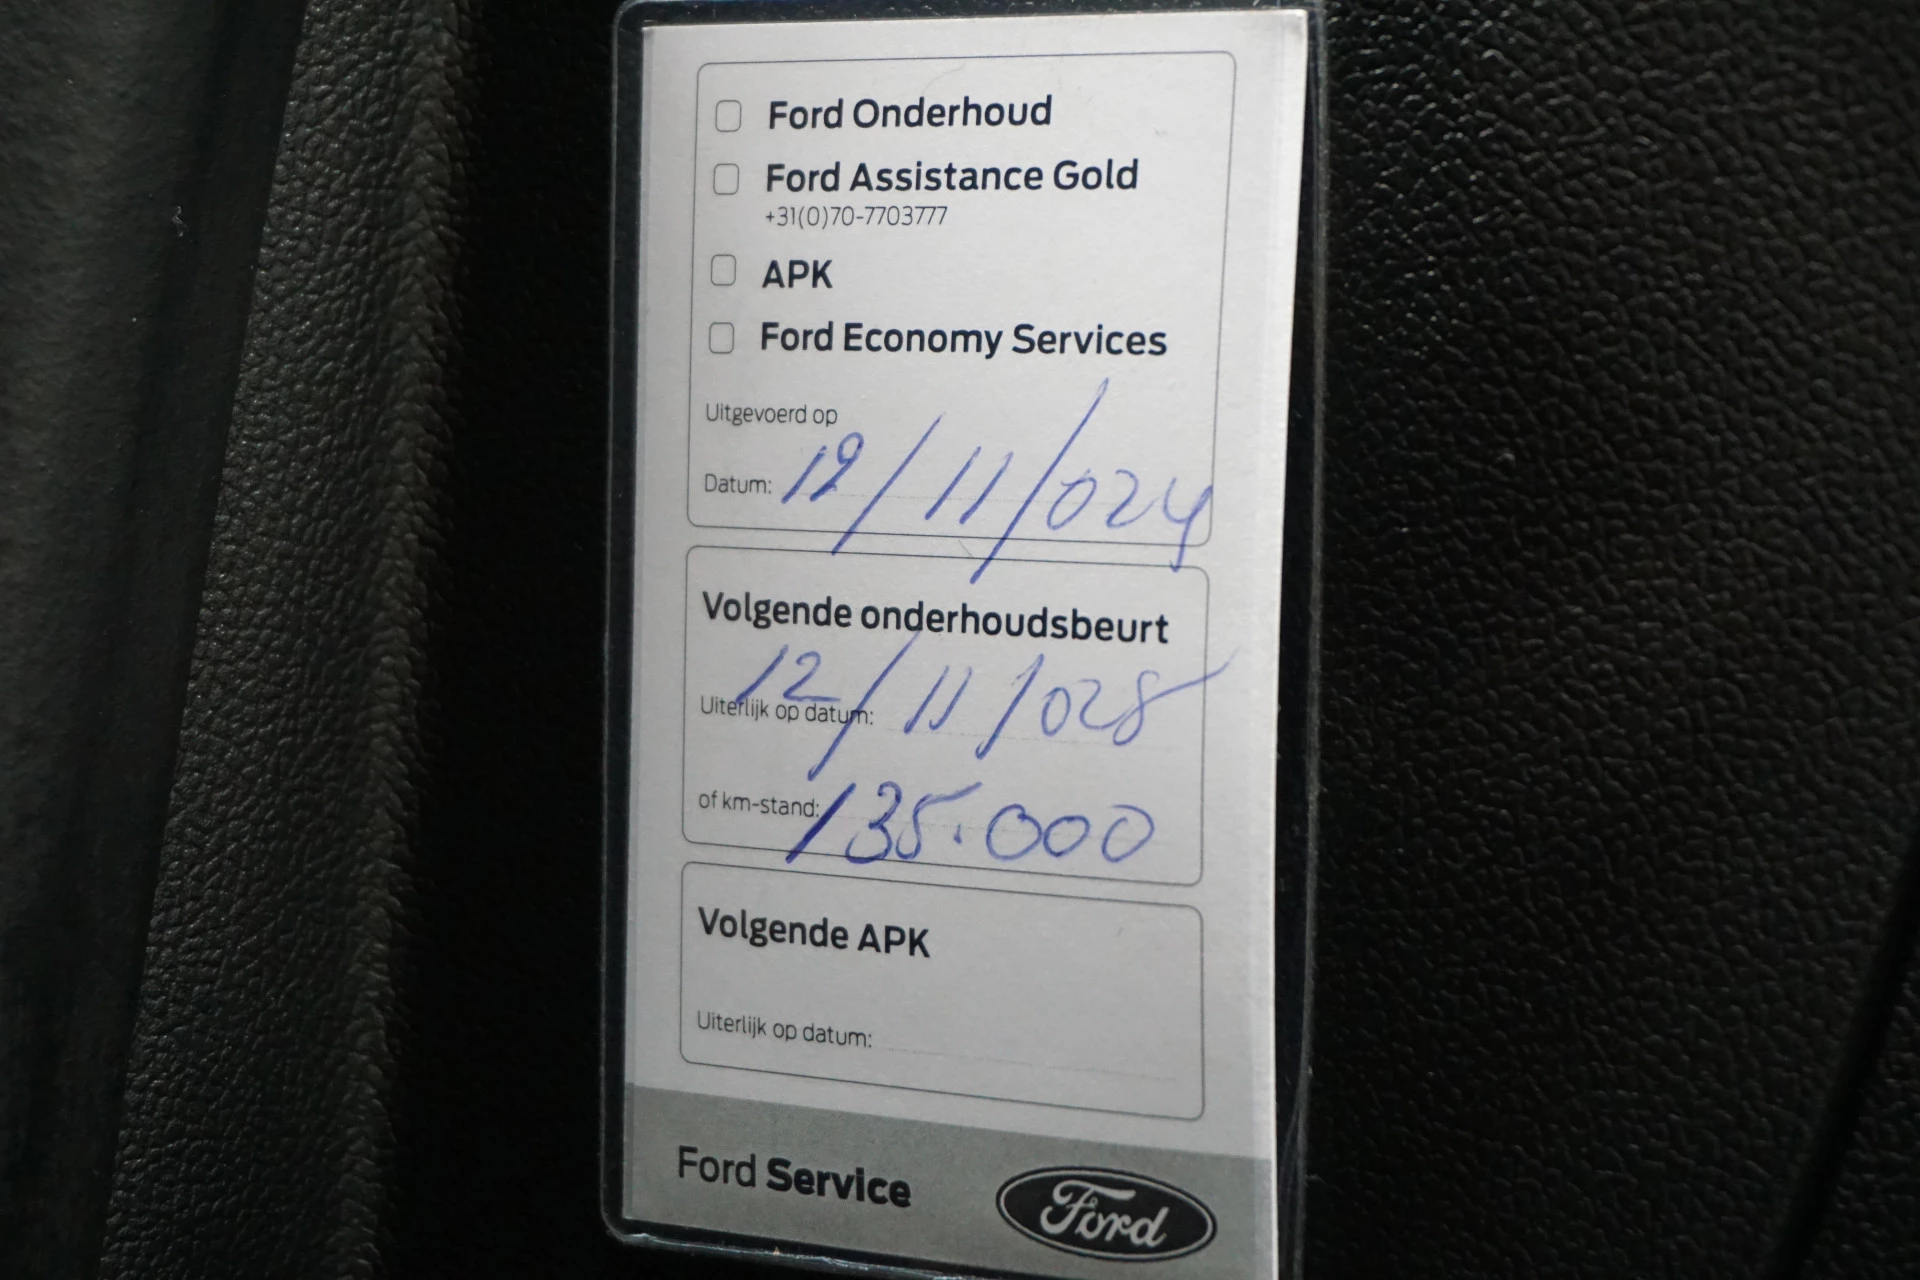 Ford Onderhoud
Ford Assistance Gold
+31(0)70-7703777
APK
Ford Economy Services
Uitgevoerd op
Datum: 12/11/024
Volgende onderhoudsbeurt
Uiterlijk op datum: 12/11/028
of km-stand: 135.000
Volgende APK
Uiterlijk op datum:
Ford Service
Ford